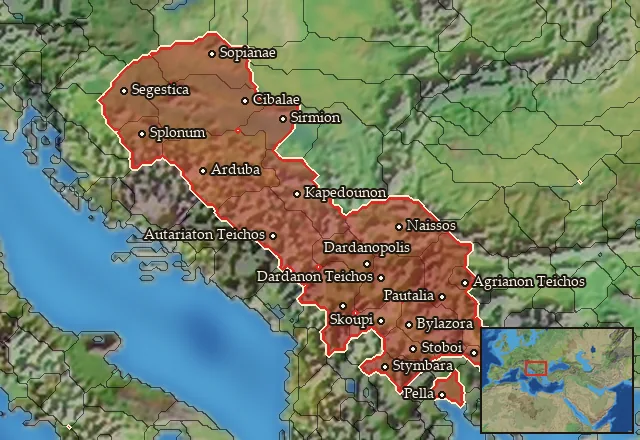 Sopianae
Segestica
Cibalae
Sirmion
Splonum
Arduba
Kapedounon
Naissos
Autariaton Teichos
Dardanopolis
Dardanon Teichos
Agrianon Teichos
Pautalia
Skoupi
Bylazora
Stoboi
Stymbara
Pella